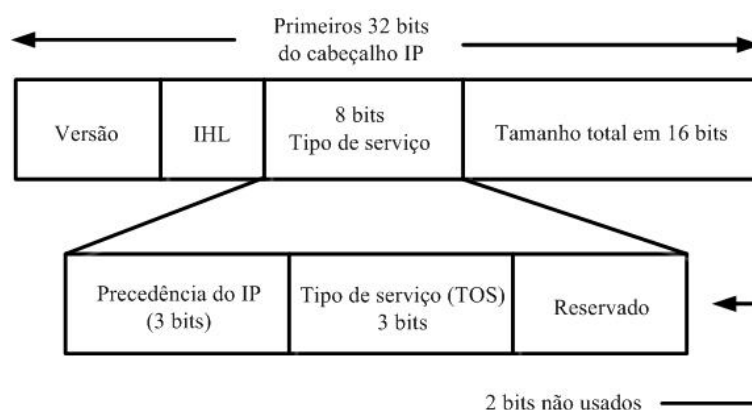 Primeiros 32 bits
do cabeçalho IP
Versão
IHL
8 bits
Tipo de serviço
Tamanho total em 16 bits
Precedência do IP
(3 bits)
Tipo de serviço (TOS)
3 bits
Reservado
2 bits não usados